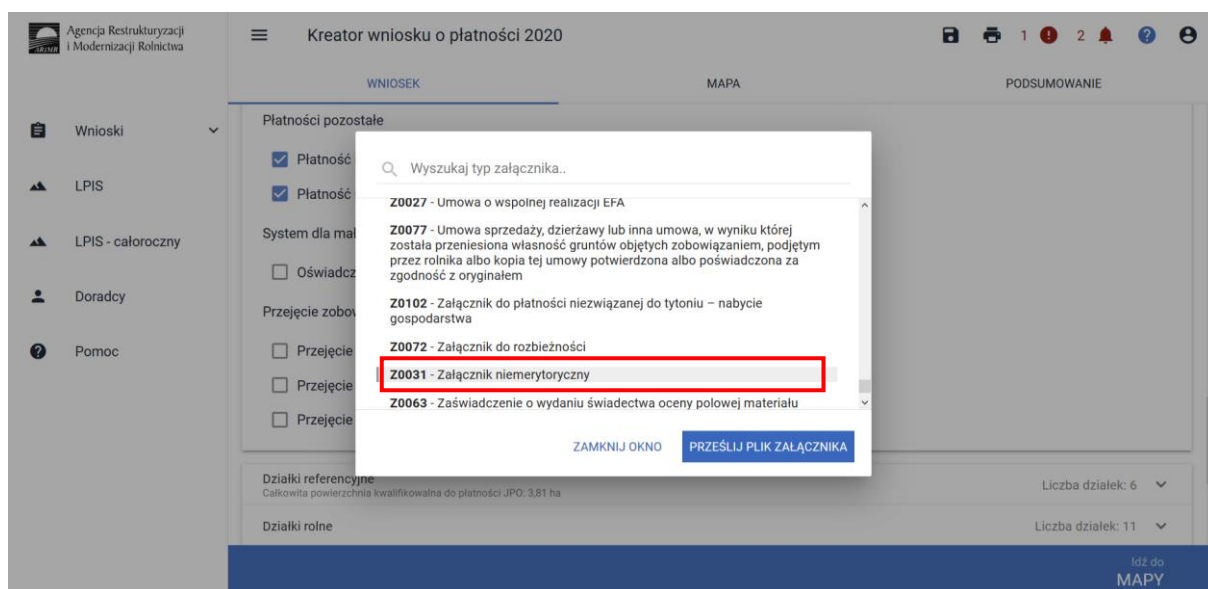 Agencja Restrukturyzacji
i Modernizacji Rolnictwa
ARiMR
Kreator wniosku o płatności 2020
1
2
WNIOSEK
MAPA
PODSUMOWANIE
Wnioski
LPIS
LPIS - całoroczny
Doradcy
Pomoc
Płatności pozostałe
Płatność
Płatność
System dla mał
Oświadcz
Przejęcie zobow
Przejęcie
Przejęcie
Przejęcie
Wyszukaj typ załącznika..
Z0027 - Umowa o wspólnej realizacji EFA
Z0077 - Umowa sprzedaży, dzierżawy lub inna umowa, w wyniku której
została przeniesiona własność gruntów objętych zobowiązaniem, podjętym
przez rolnika albo kopia tej umowy potwierdzona albo poświadczona za
zgodność z oryginałem
Z0102 - Załącznik do płatności niezwiązanej do tytoniu – nabycie
gospodarstwa
Z0072 - Załącznik do rozbieżności
Z0031 - Załącznik niemerytoryczny
Z0063 - Zaświadczenie o wydaniu świadectwa oceny polowej materiału
ZAMKNIJ OKNO
PRZEŚLIJ PLIK ZAŁĄCZNIKA
Działki referencyjne
Całkowita powierzchnia kwalifikowalna do płatności JPO: 3,81 ha
Liczba działek: 6
Działki rolne
Liczba działek: 11
Idź do
MAPY